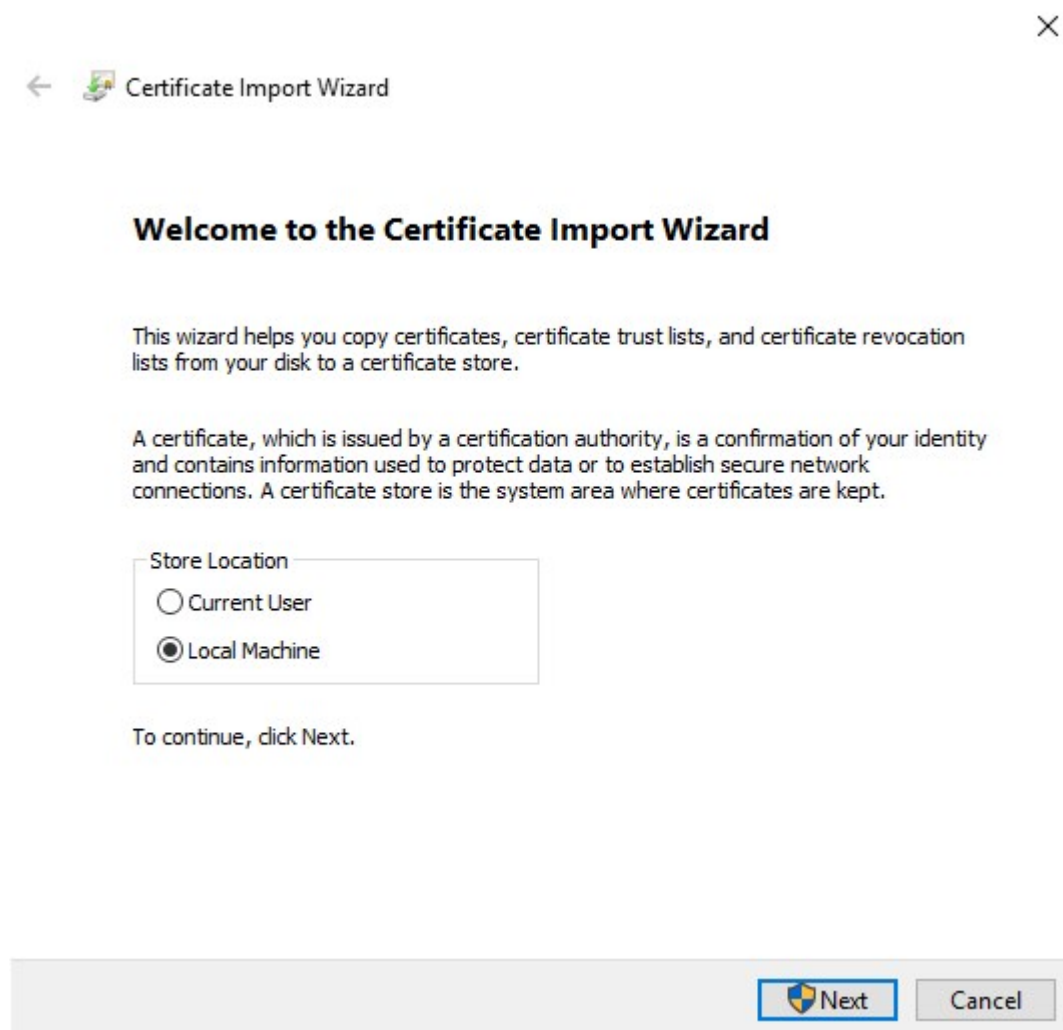 Certificate Import Wizard
Welcome to the Certificate Import Wizard
This wizard helps you copy certificates, certificate trust lists, and certificate revocation
lists from your disk to a certificate store.
A certificate, which is issued by a certification authority, is a confirmation of your identity
and contains information used to protect data or to establish secure network
connections. A certificate store is the system area where certificates are kept.
Store Location
Current User
Local Machine
To continue, click Next.
Next
Cancel